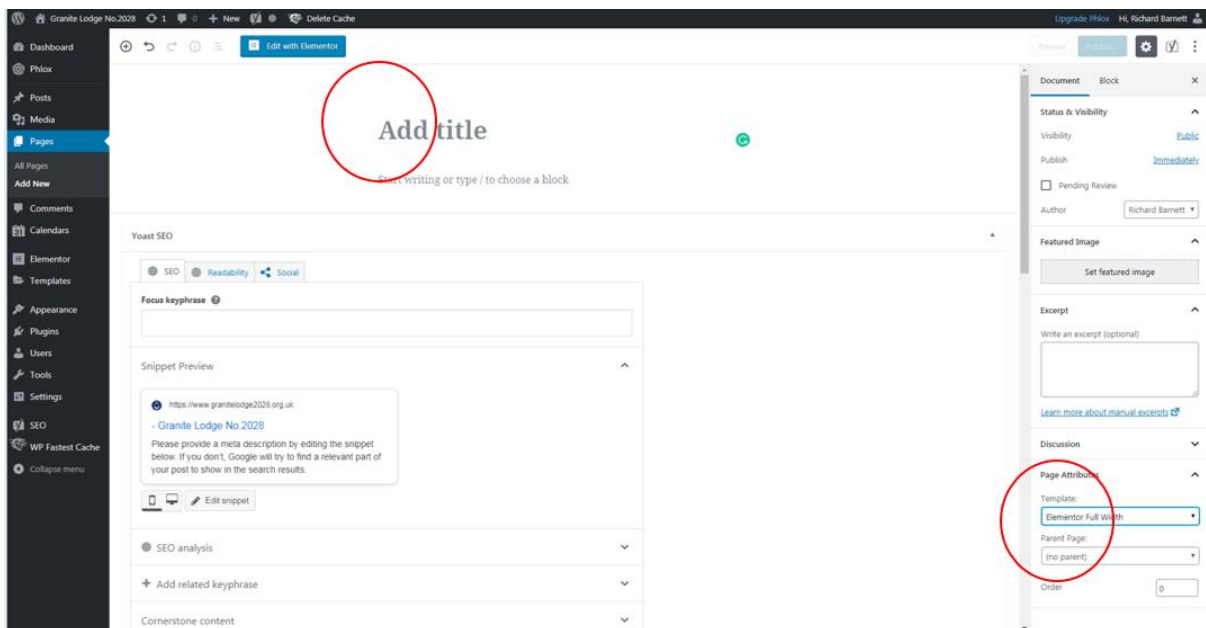 Granite Lodge No.2028 1 0 + New Delete Cache Upgrade Phlox Hi, Richard Barnett
Dashboard
Phlox
Posts
Media
Pages
All Pages
Add New
Comments
Calendars
Elementor
Templates
Appearance
Plugins
Users
Tools
Settings
SEO
WP Fastest Cache
Collapse menu
Edit with Elementor
Preview Publish...
Add title
Start writing or type / to choose a block
Yoast SEO
SEO Readability Social
Focus keyphrase
Snippet Preview
https://www.granitelodge2028.org.uk
- Granite Lodge No.2028
Please provide a meta description by editing the snippet
below. If you don't, Google will try to find a relevant part of
your post to show in the search results.
Edit snippet
SEO analysis
+ Add related keyphrase
Cornerstone content
Document Block
Status & Visibility
Visibility Public
Publish Immediately
Pending Review
Author Richard Barnett
Featured Image
Set featured image
Excerpt
Write an excerpt (optional)
Learn more about manual excerpts
Discussion
Page Attributes
Template:
Elementor Full Width
Parent Page:
(no parent)
Order 0